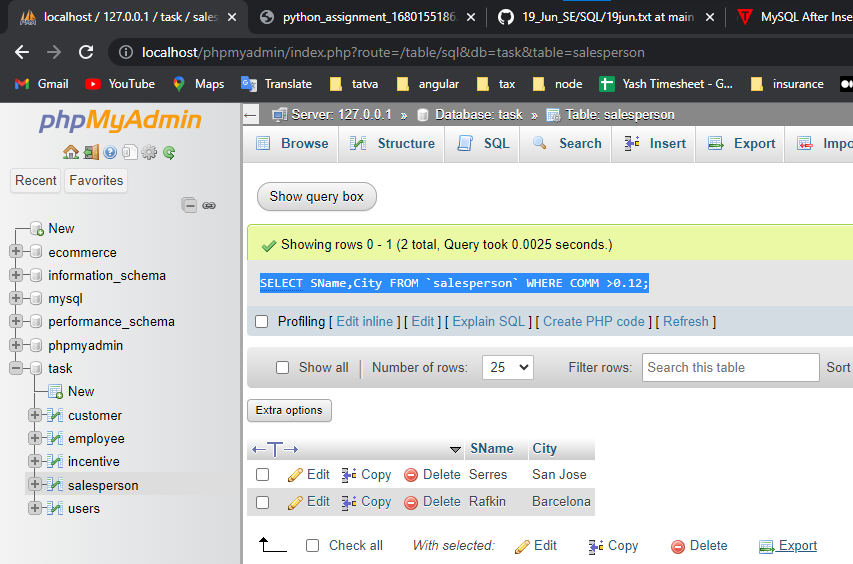 localhost / 127.0.0.1 / task / sales
python_assignment_1680155186.
19_Jun_SE/SQL/19jun.txt at main
MySQL After Inse
localhost/phpmyadmin/index.php?route=/table/sql&db=task&table=salesperson
Gmail YouTube Maps Translate tatva angular tax node Yash Timesheet - G... insurance
phpMyAdmin
Recent Favorites
New
ecommerce
information_schema
mysql
performance_schema
phpmyadmin
task
New
customer
employee
incentive
salesperson
users
Server: 127.0.0.1 » Database: task » Table: salesperson
Browse Structure SQL Search Insert Export Impo
Show query box
Showing rows 0 - 1 (2 total, Query took 0.0025 seconds.)
SELECT SName,City FROM `salesperson` WHERE COMM >0.12;
Profiling [ Edit inline ] [ Edit ] [ Explain SQL ] [ Create PHP code ] [ Refresh ]
Show all Number of rows: 25 Filter rows: Search this table Sort
Extra options
←T→ SName City
Edit Copy Delete Serres San Jose
Edit Copy Delete Rafkin Barcelona
Check all With selected: Edit Copy Delete Export